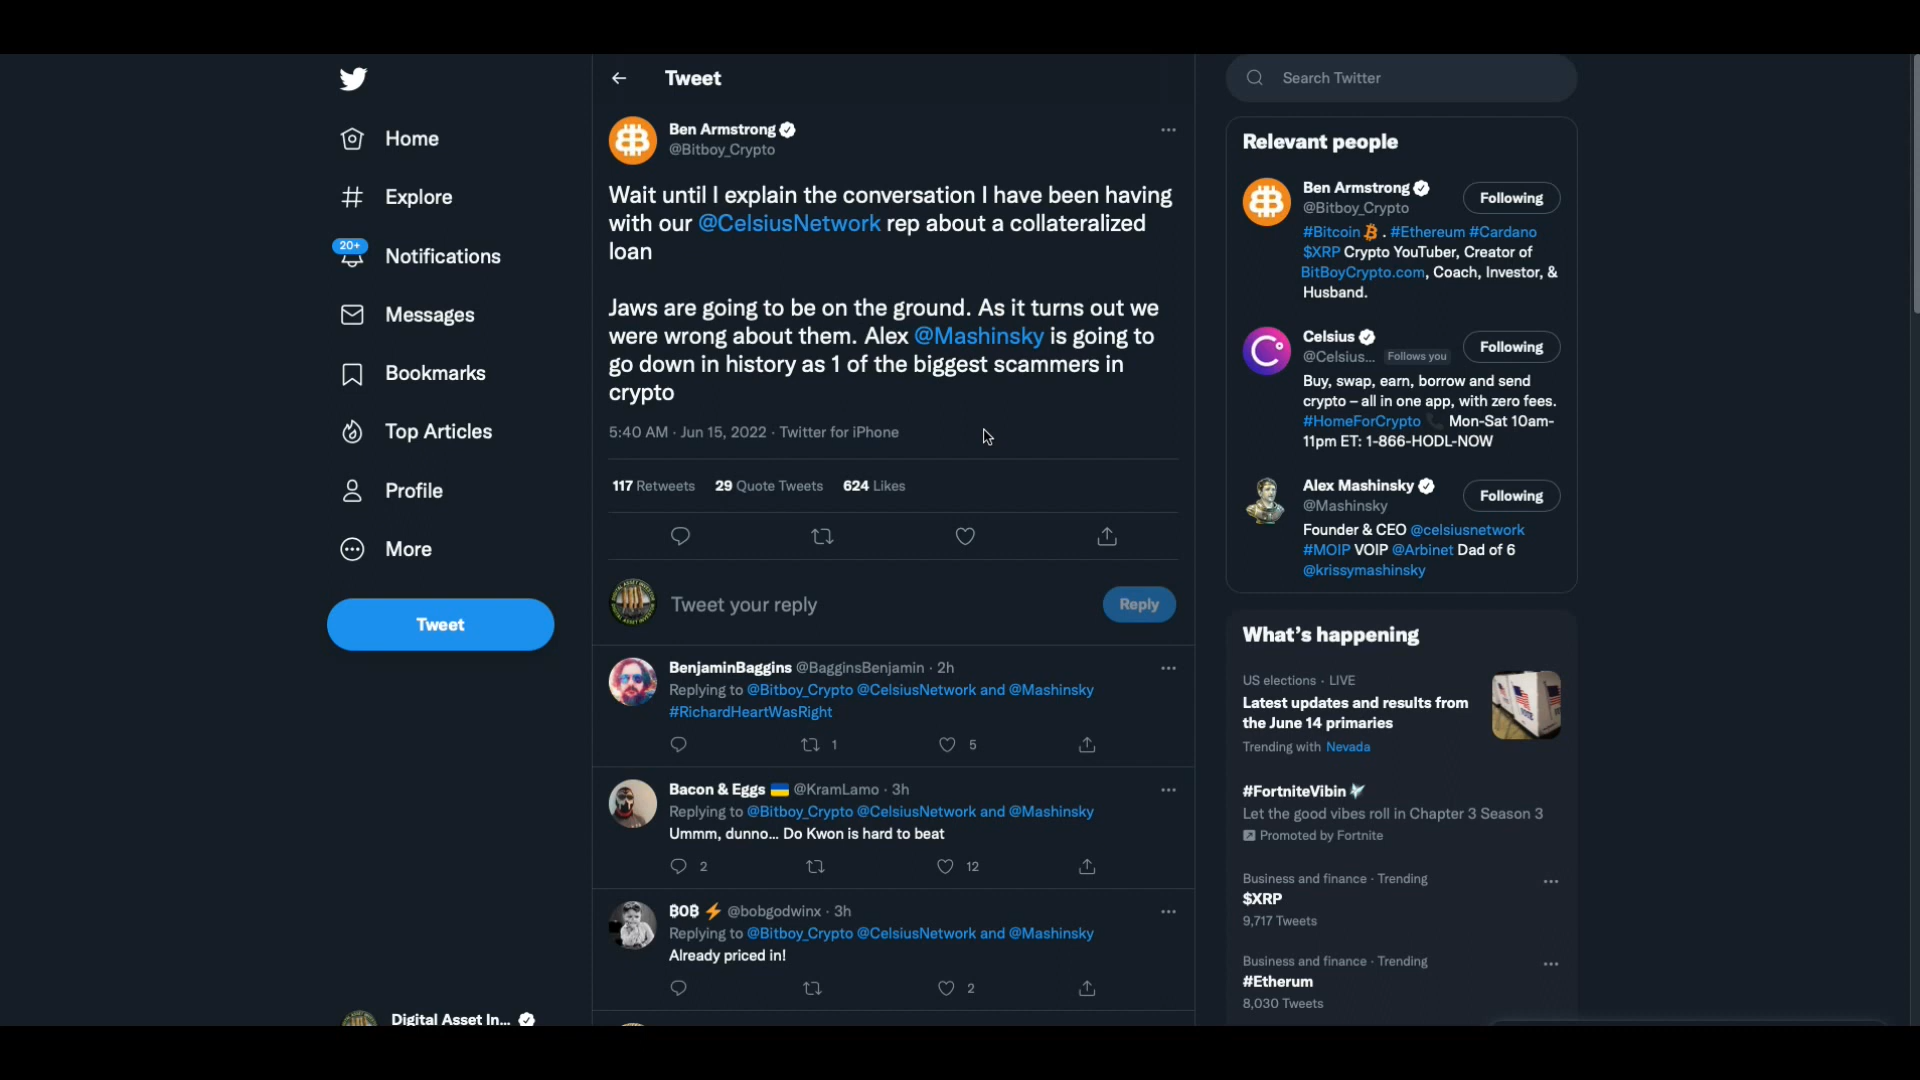 Home
Explore
20+
Notifications
Messages
Bookmarks
Top Articles
Profile
More
Tweet
Digital Asset In...
Tweet
Ben Armstrong
@Bitboy_Crypto
Wait until I explain the conversation I have been having
with our @CelsiusNetwork rep about a collateralized
loan
Jaws are going to be on the ground. As it turns out we
were wrong about them. Alex @Mashinsky is going to
go down in history as 1 of the biggest scammers in
crypto
5:40 AM · Jun 15, 2022 · Twitter for iPhone
117 Retweets 29 Quote Tweets 624 Likes
Tweet your reply
Reply
BenjaminBaggins @BagginsBenjamin · 2h
Replying to @Bitboy_Crypto @CelsiusNetwork and @Mashinsky
#RichardHeartWasRight
1 5
Bacon & Eggs 🇺🇦 @KramLamo · 3h
Replying to @Bitboy_Crypto @CelsiusNetwork and @Mashinsky
Ummm, dunno... Do Kwon is hard to beat
2 12
₿0₿ ⚡ @bobgodwinx · 3h
Replying to @Bitboy_Crypto @CelsiusNetwork and @Mashinsky
Already priced in!
2
Search Twitter
Relevant people
Ben Armstrong
@Bitboy_Crypto
Following
#Bitcoin . #Ethereum #Cardano
$XRP Crypto YouTuber, Creator of
BitBoyCrypto.com, Coach, Investor, &
Husband.
Celsius
@Celsius... Follows you
Following
Buy, swap, earn, borrow and send
crypto – all in one app, with zero fees.
#HomeForCrypto 📞 Mon-Sat 10am-
11pm ET: 1-866-HODL-NOW
Alex Mashinsky
@Mashinsky
Following
Founder & CEO @celsiusnetwork
#MOIP VOIP @Arbinet Dad of 6
@krissymashinsky
What's happening
US elections · LIVE
Latest updates and results from
the June 14 primaries
Trending with Nevada
#FortniteVibin
Let the good vibes roll in Chapter 3 Season 3
Promoted by Fortnite
Business and finance · Trending
$XRP
9,717 Tweets
Business and finance · Trending
#Etherum
8,030 Tweets